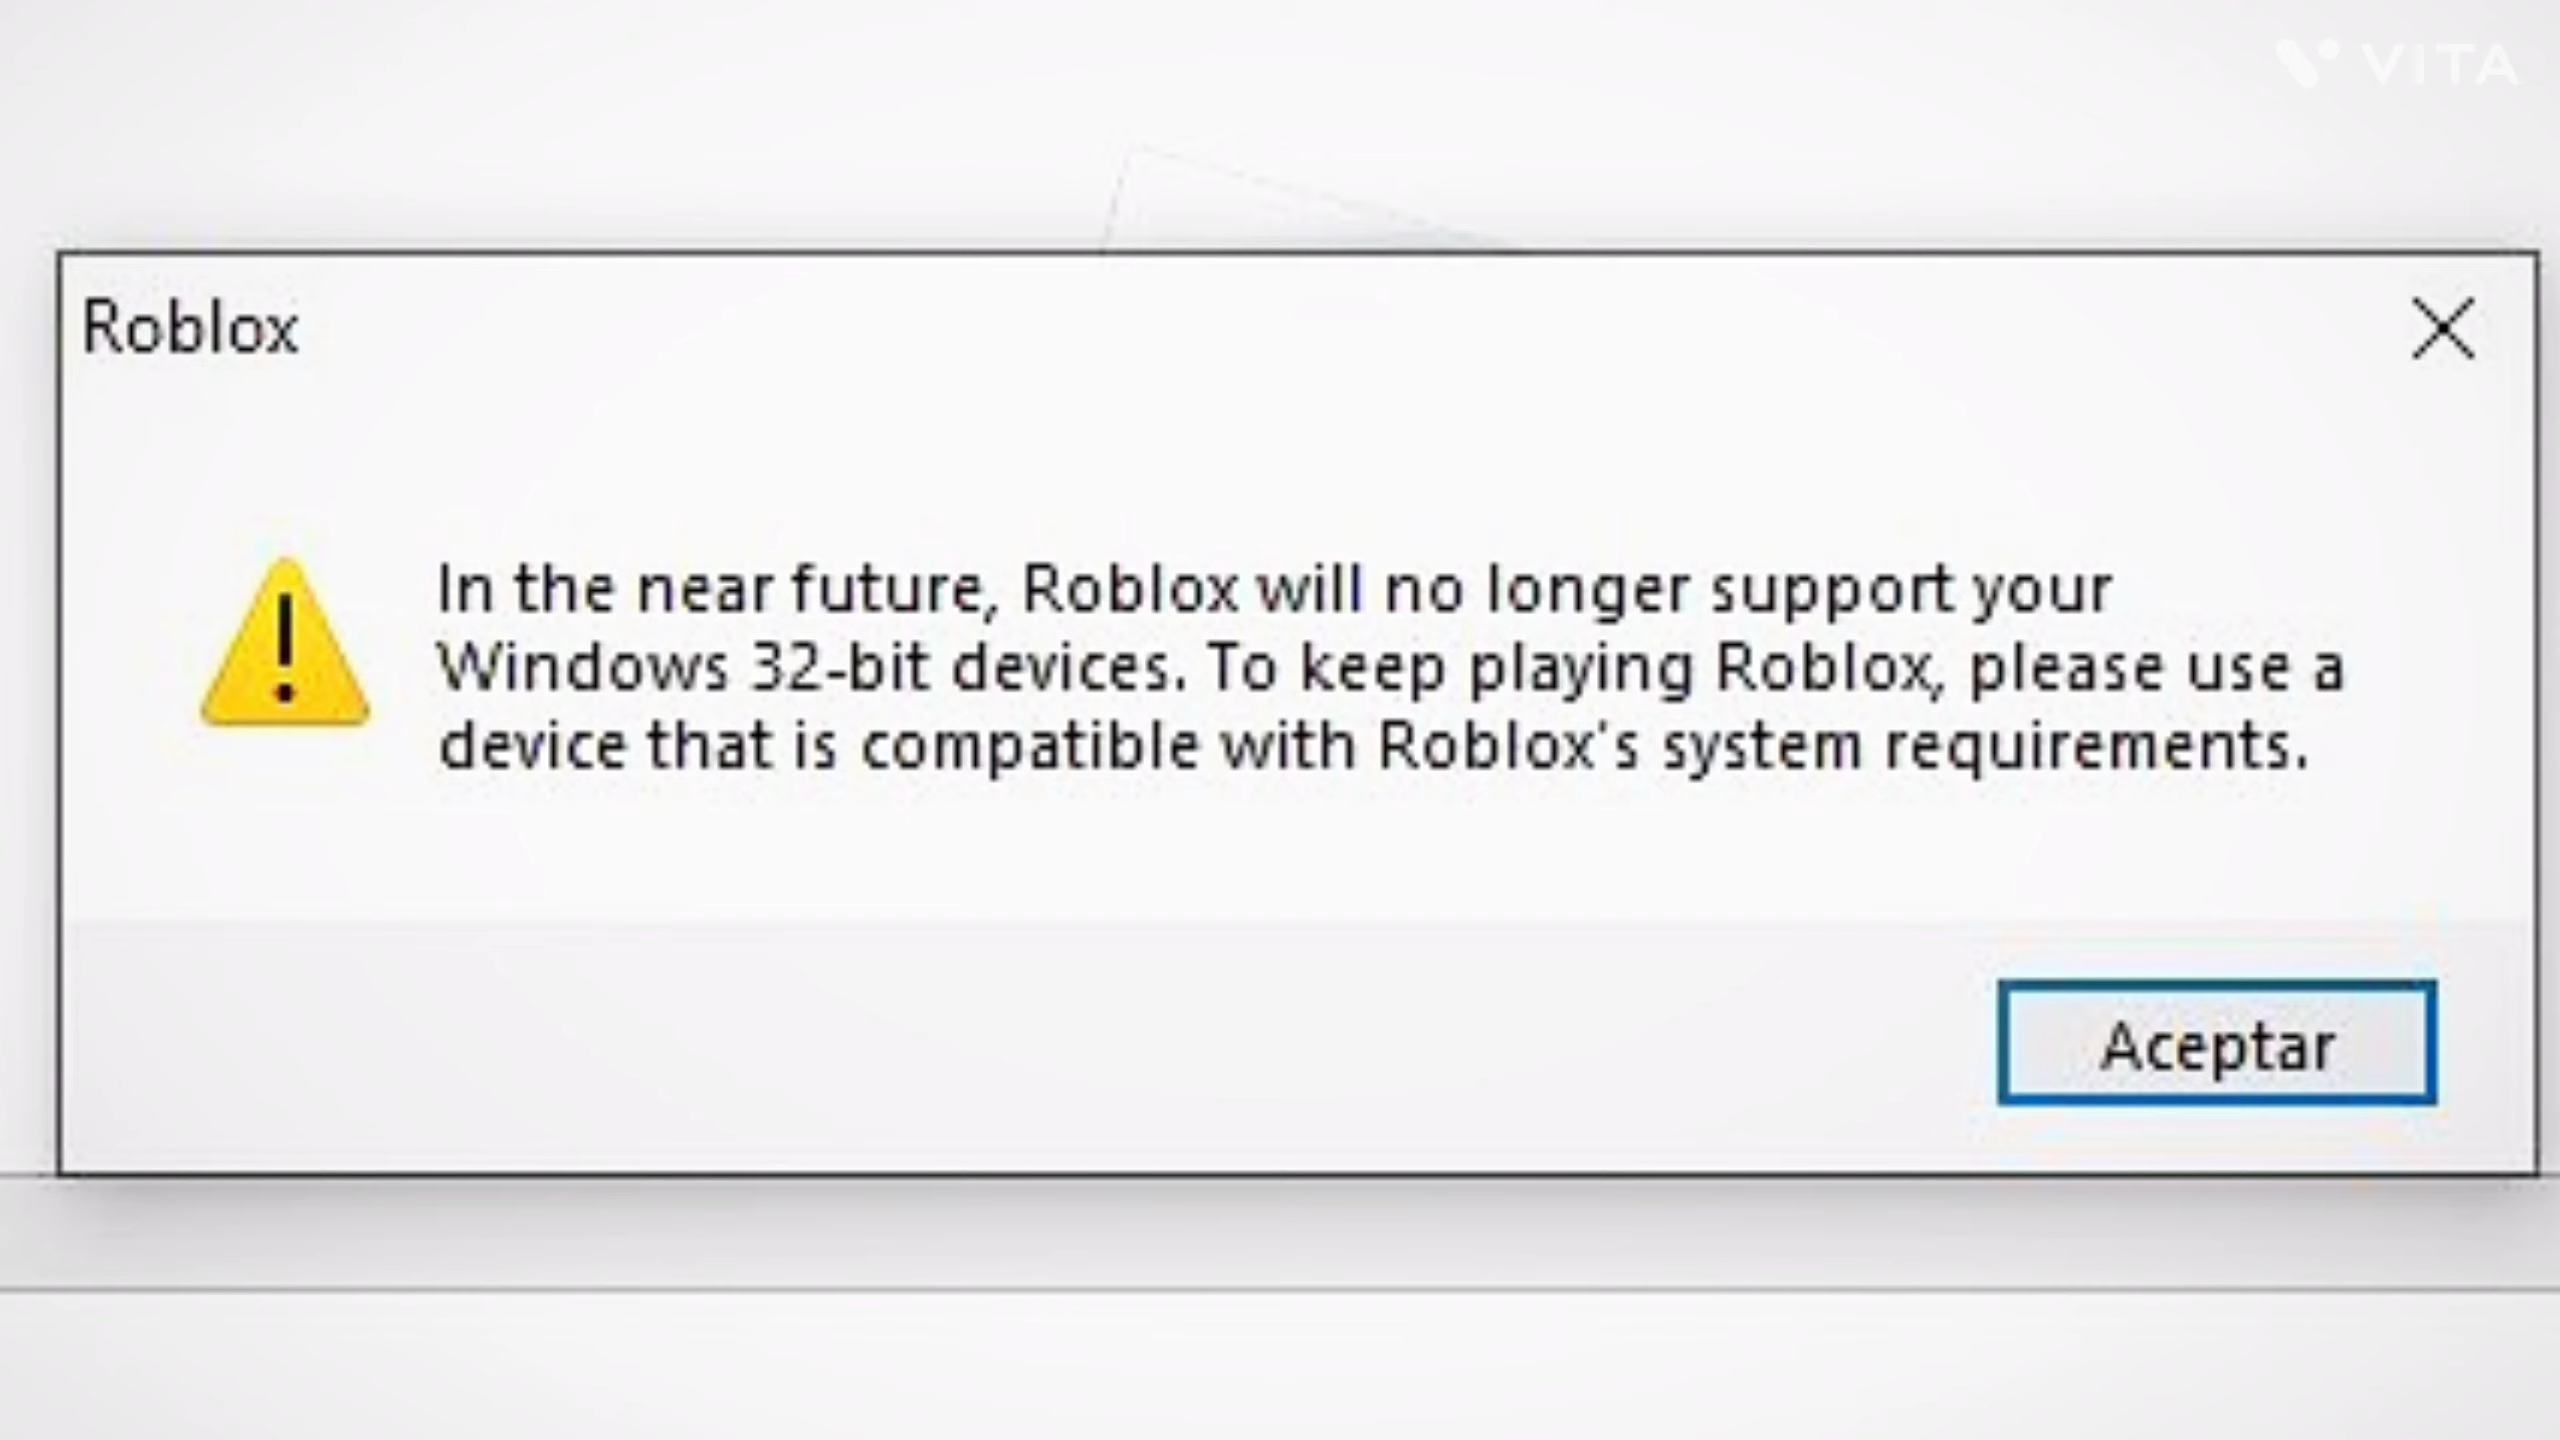 VITA
Roblox
In the near future, Roblox will no longer support your
Windows 32-bit devices. To keep playing Roblox, please use a
device that is compatible with Roblox's system requirements.
Aceptar